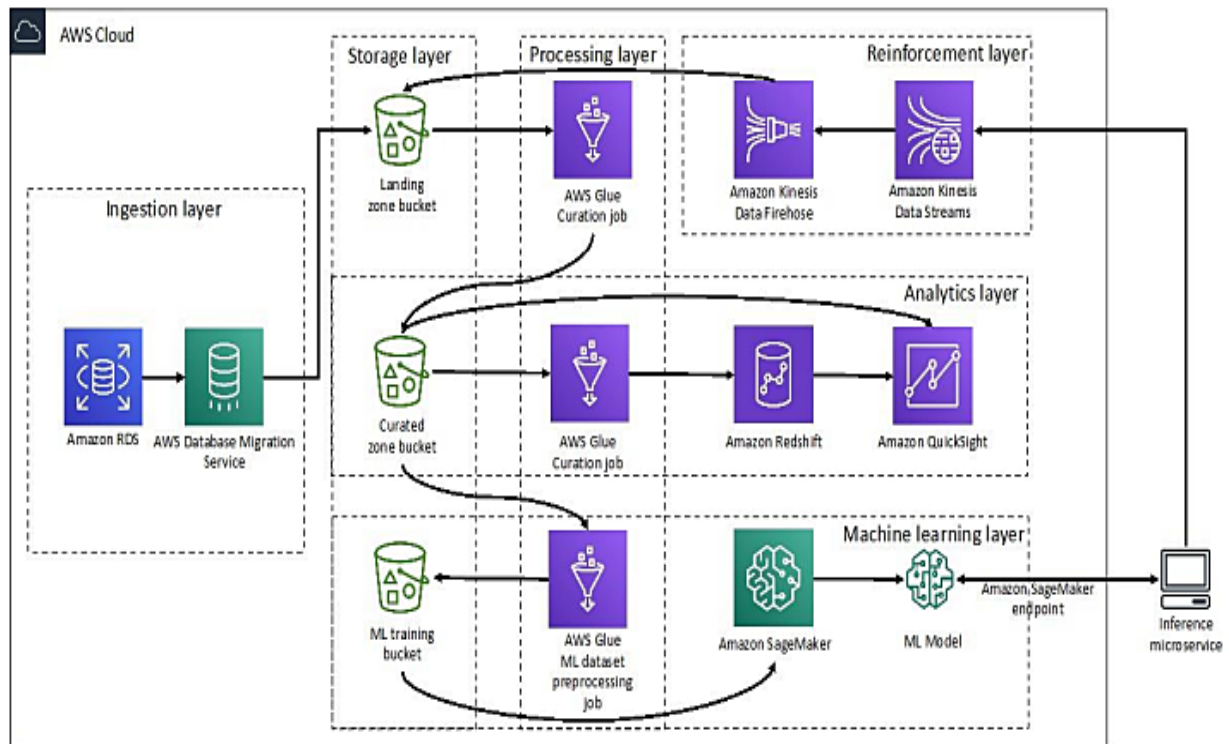 AWS Cloud
Storage layer
Processing layer
Reinforcement layer
Landing
zone bucket
AWS Glue
Curation job
Amazon Kinesis
Data Firehose
Amazon Kinesis
Data Streams
Ingestion layer
Amazon RDS
AWS Database Migration
Service
Analytics layer
Curated
zone bucket
AWS Glue
Curation job
Amazon Redshift
Amazon QuickSight
Machine learning layer
ML training
bucket
AWS Glue
ML dataset
preprocessing
job
Amazon SageMaker
ML Model
Amazon SageMaker
endpoint
Inference
microservice